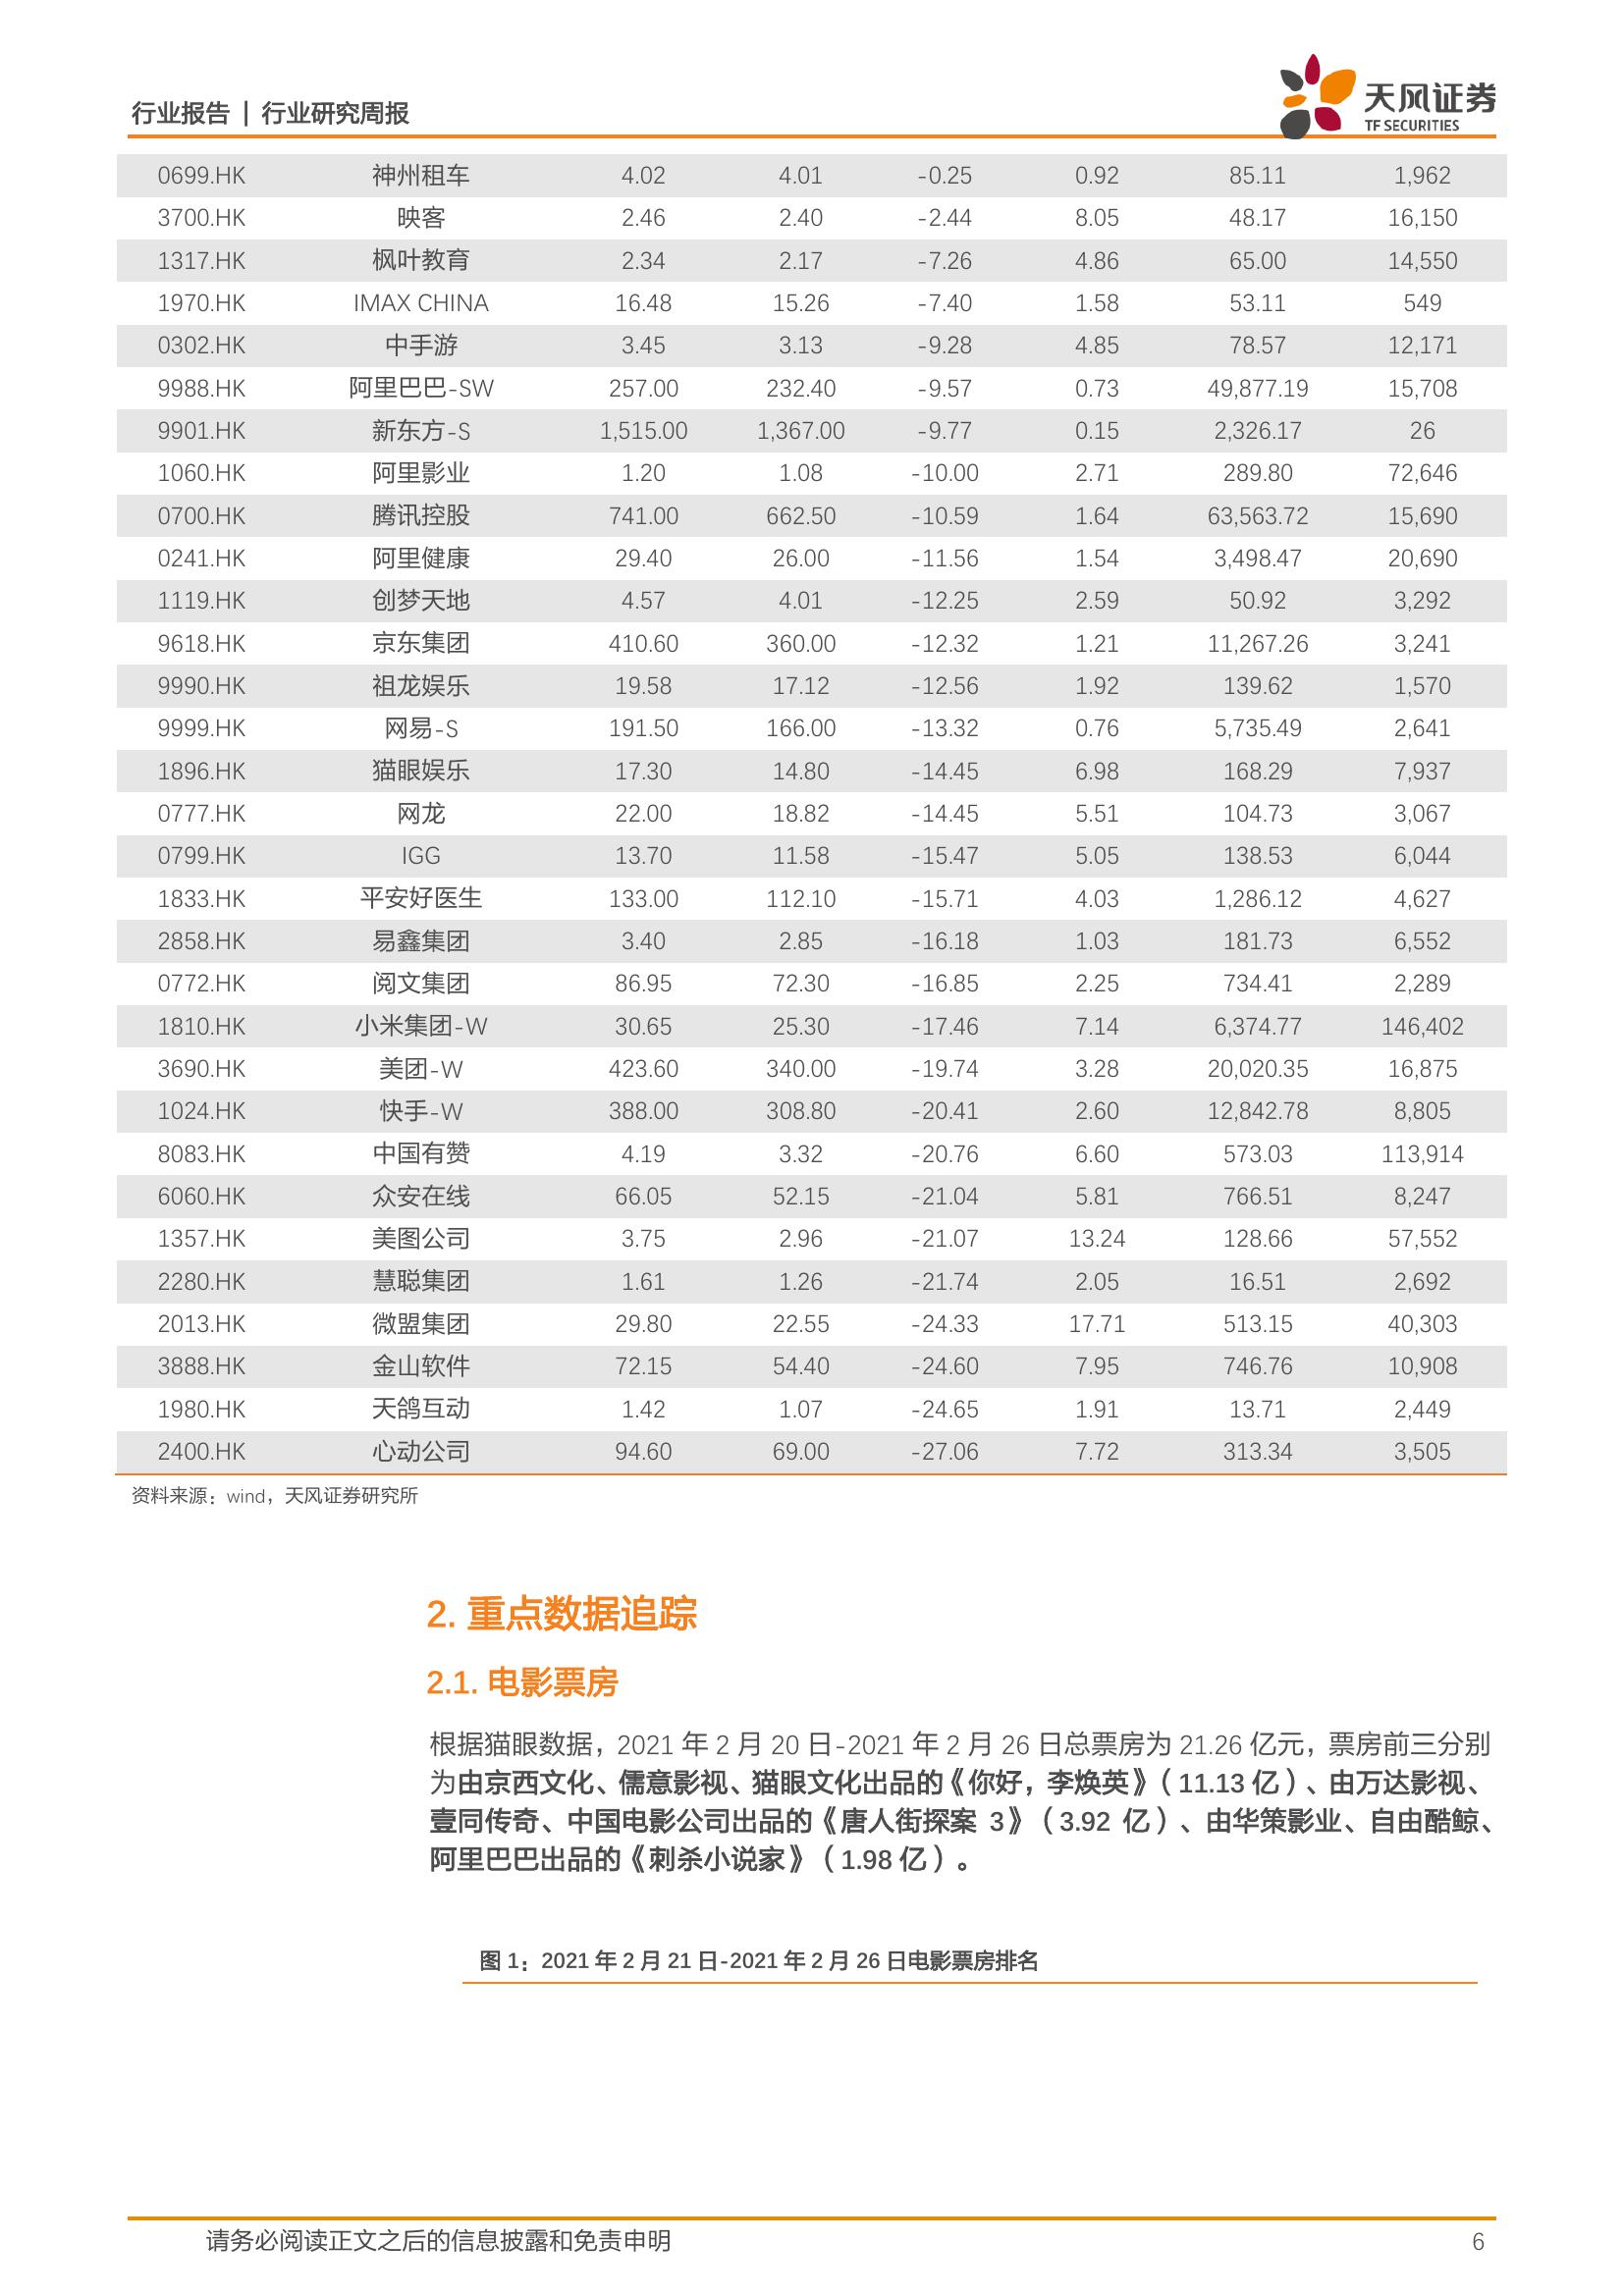 行业报告 | 行业研究周报
天风证券
TF SECURITIES
0699.HK 神州租车 4.02 4.01 -0.25 0.92 85.11 1,962
3700.HK 映客 2.46 2.40 -2.44 8.05 48.17 16,150
1317.HK 枫叶教育 2.34 2.17 -7.26 4.86 65.00 14,550
1970.HK IMAX CHINA 16.48 15.26 -7.40 1.58 53.11 549
0302.HK 中手游 3.45 3.13 -9.28 4.85 78.57 12,171
9988.HK 阿里巴巴-SW 257.00 232.40 -9.57 0.73 49,877.19 15,708
9901.HK 新东方-S 1,515.00 1,367.00 -9.77 0.15 2,326.17 26
1060.HK 阿里影业 1.20 1.08 -10.00 2.71 289.80 72,646
0700.HK 腾讯控股 741.00 662.50 -10.59 1.64 63,563.72 15,690
0241.HK 阿里健康 29.40 26.00 -11.56 1.54 3,498.47 20,690
1119.HK 创梦天地 4.57 4.01 -12.25 2.59 50.92 3,292
9618.HK 京东集团 410.60 360.00 -12.32 1.21 11,267.26 3,241
9990.HK 祖龙娱乐 19.58 17.12 -12.56 1.92 139.62 1,570
9999.HK 网易-S 191.50 166.00 -13.32 0.76 5,735.49 2,641
1896.HK 猫眼娱乐 17.30 14.80 -14.45 6.98 168.29 7,937
0777.HK 网龙 22.00 18.82 -14.45 5.51 104.73 3,067
0799.HK IGG 13.70 11.58 -15.47 5.05 138.53 6,044
1833.HK 平安好医生 133.00 112.10 -15.71 4.03 1,286.12 4,627
2858.HK 易鑫集团 3.40 2.85 -16.18 1.03 181.73 6,552
0772.HK 阅文集团 86.95 72.30 -16.85 2.25 734.41 2,289
1810.HK 小米集团-W 30.65 25.30 -17.46 7.14 6,374.77 146,402
3690.HK 美团-W 423.60 340.00 -19.74 3.28 20,020.35 16,875
1024.HK 快手-W 388.00 308.80 -20.41 2.60 12,842.78 8,805
8083.HK 中国有赞 4.19 3.32 -20.76 6.60 573.03 113,914
6060.HK 众安在线 66.05 52.15 -21.04 5.81 766.51 8,247
1357.HK 美图公司 3.75 2.96 -21.07 13.24 128.66 57,552
2280.HK 慧聪集团 1.61 1.26 -21.74 2.05 16.51 2,692
2013.HK 微盟集团 29.80 22.55 -24.33 17.71 513.15 40,303
3888.HK 金山软件 72.15 54.40 -24.60 7.95 746.76 10,908
1980.HK 天鸽互动 1.42 1.07 -24.65 1.91 13.71 2,449
2400.HK 心动公司 94.60 69.00 -27.06 7.72 313.34 3,505
资料来源：wind，天风证券研究所
2. 重点数据追踪
2.1. 电影票房
根据猫眼数据，2021 年 2 月 20 日-2021 年 2 月 26 日总票房为 21.26 亿元，票房前三分别
为由京西文化、儒意影视、猫眼文化出品的《你好，李焕英》（11.13 亿）、由万达影视、
壹同传奇、中国电影公司出品的《唐人街探案 3》（3.92 亿）、由华策影业、自由酷鲸、
阿里巴巴出品的《刺杀小说家》（1.98 亿）。
图 1：2021 年 2 月 21 日-2021 年 2 月 26 日电影票房排名
请务必阅读正文之后的信息披露和免责申明 6